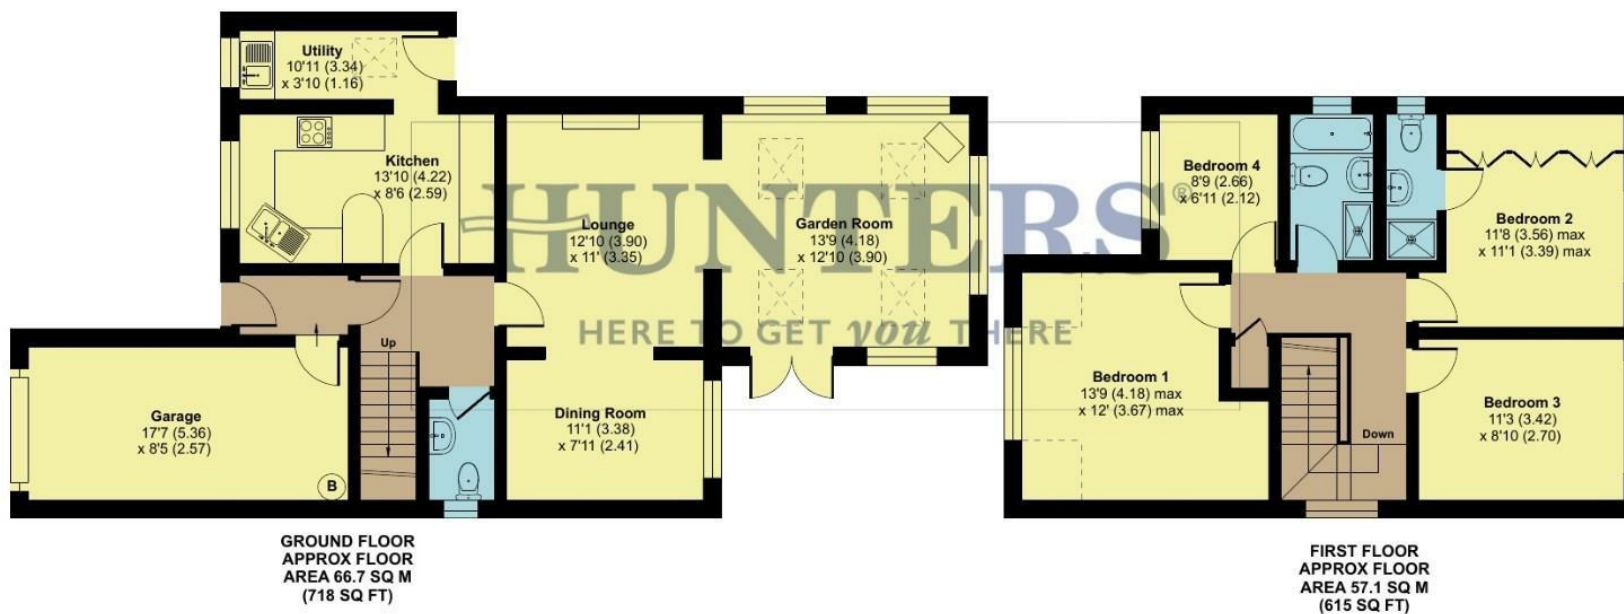 Utility
10'11 (3.34)
x 3'10 (1.16)
Kitchen
13'10 (4.22)
x 8'6 (2.59)
Lounge
12'10 (3.90)
x 11' (3.35)
Garden Room
13'9 (4.18)
x 12'10 (3.90)
HUNTERS®
HERE TO GET you THERE
Up
Garage
17'7 (5.36)
x 8'5 (2.57)
B
Dining Room
11'1 (3.38)
x 7'11 (2.41)
GROUND FLOOR
APPROX FLOOR
AREA 66.7 SQ M
(718 SQ FT)
Bedroom 4
8'9 (2.66)
x 6'11 (2.12)
Bedroom 2
11'8 (3.56) max
x 11'1 (3.39) max
Bedroom 1
13'9 (4.18) max
x 12' (3.67) max
Bedroom 3
11'3 (3.42)
x 8'10 (2.70)
Down
FIRST FLOOR
APPROX FLOOR
AREA 57.1 SQ M
(615 SQ FT)